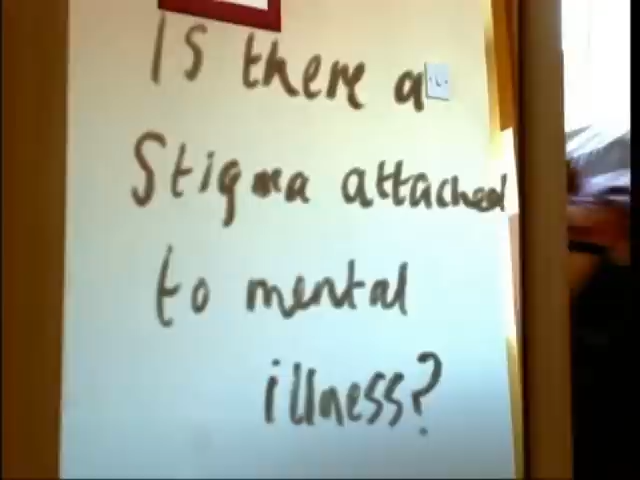 Is there a
Stigma attached
to mental
illness?